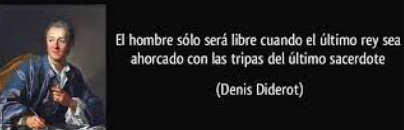 El hombre sólo será libre cuando el último rey sea
ahorcado con las tripas del último sacerdote
(Denis Diderot)